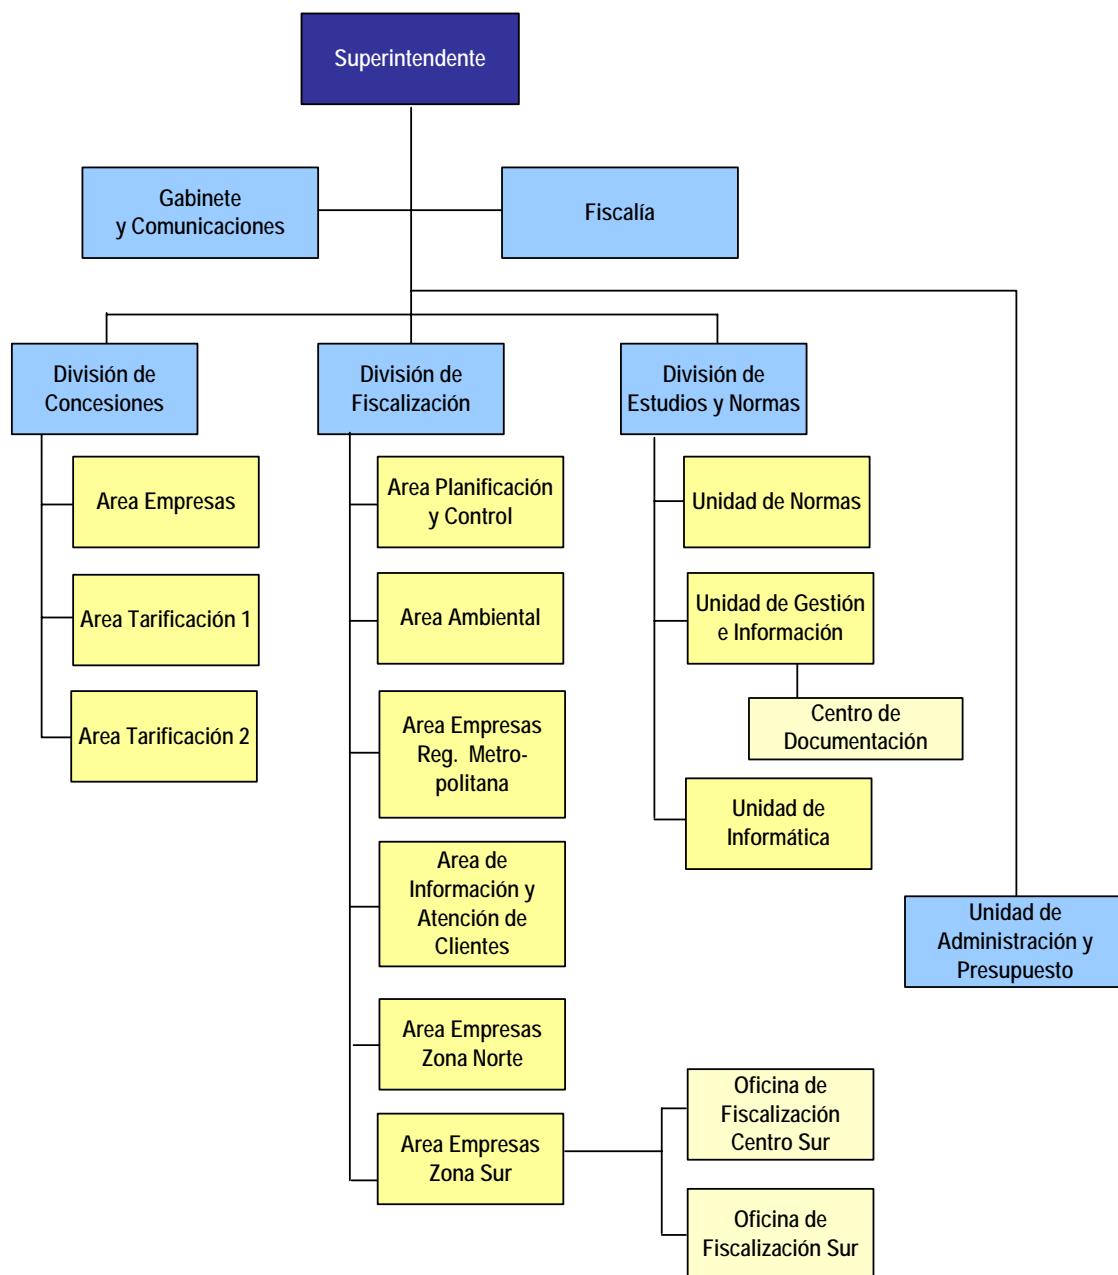 Superintendente
Gabinete
y Comunicaciones
Fiscalía
División de
Concesiones
División de
Fiscalización
División de
Estudios y Normas
Area Empresas
Area Tarificación 1
Area Tarificación 2
Area Planificación
y Control
Area Ambiental
Area Empresas
Reg. Metro-
politana
Area de
Información y
Atención de
Clientes
Area Empresas
Zona Norte
Area Empresas
Zona Sur
Oficina de
Fiscalización
Centro Sur
Oficina de
Fiscalización Sur
Unidad de Normas
Unidad de Gestión
e Información
Centro de
Documentación
Unidad de
Informática
Unidad de
Administración y
Presupuesto